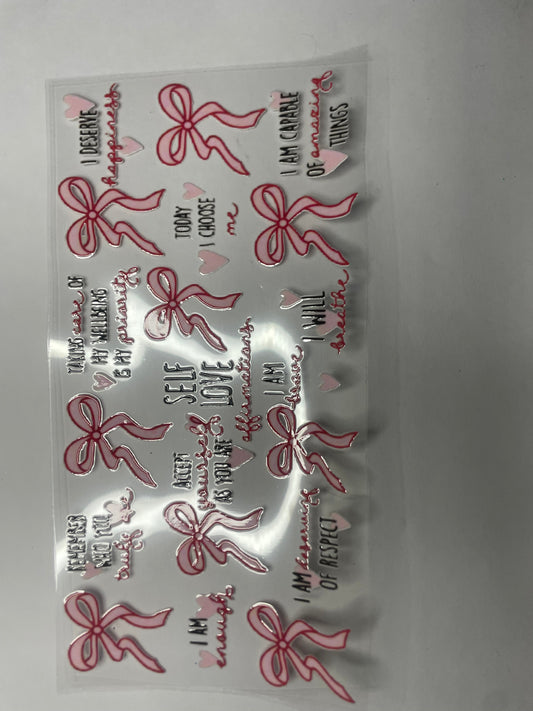 REMEMBER
WHO YOU
truly are
TAKING care OF
MY WELLBEING
IS MY priority
I DESERVE
happiness
I AM
enough
ACCEPT
yourself
AS YOU ARE
SELF
LOVE
affirmations
TODAY
I CHOOSE
me
I AM deserving
OF RESPECT
I AM
brave
I WILL
breathe
I AM CAPABLE
OF amazing
THINGS